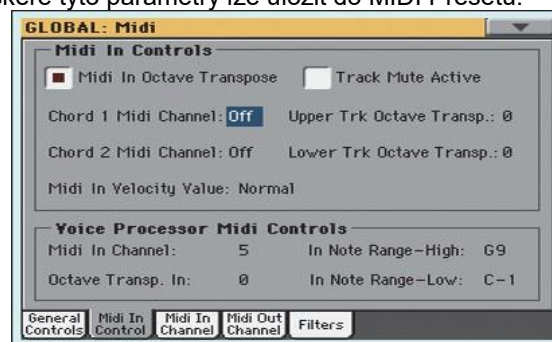 tyto parametry lze uložit do MIDI Presetu.
GLOBAL: Midi
Midi In Controls
Midi In Octave Transpose Track Mute Active
Chord 1 Midi Channel: Off Upper Trk Octave Transp.: 0
Chord 2 Midi Channel: Off Lower Trk Octave Transp.: 0
Midi In Velocity Value: Normal
Voice Processor Midi Controls
Midi In Channel: 5 In Note Range-High: G9
Octave Transp. In: 0 In Note Range-Low: C-1
General Controls Midi In Control Midi In Channel Midi Out Channel Filters